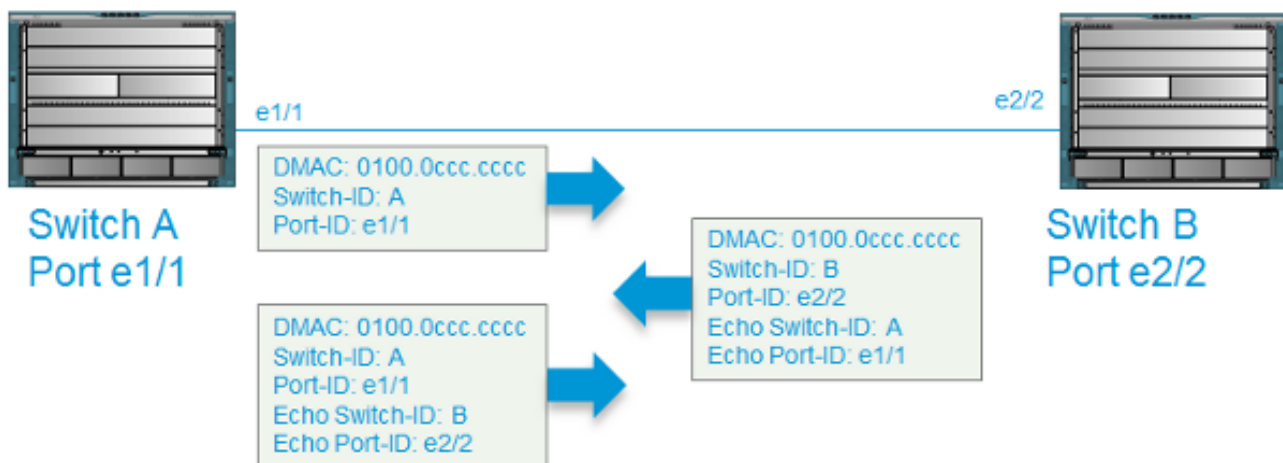 e1/1
e2/2
DMAC: 0100.0ccc.cccc
Switch-ID: A
Port-ID: e1/1
Switch A
Port e1/1
DMAC: 0100.0ccc.cccc
Switch-ID: B
Port-ID: e2/2
Echo Switch-ID: A
Echo Port-ID: e1/1
Switch B
Port e2/2
DMAC: 0100.0ccc.cccc
Switch-ID: A
Port-ID: e1/1
Echo Switch-ID: B
Echo Port-ID: e2/2